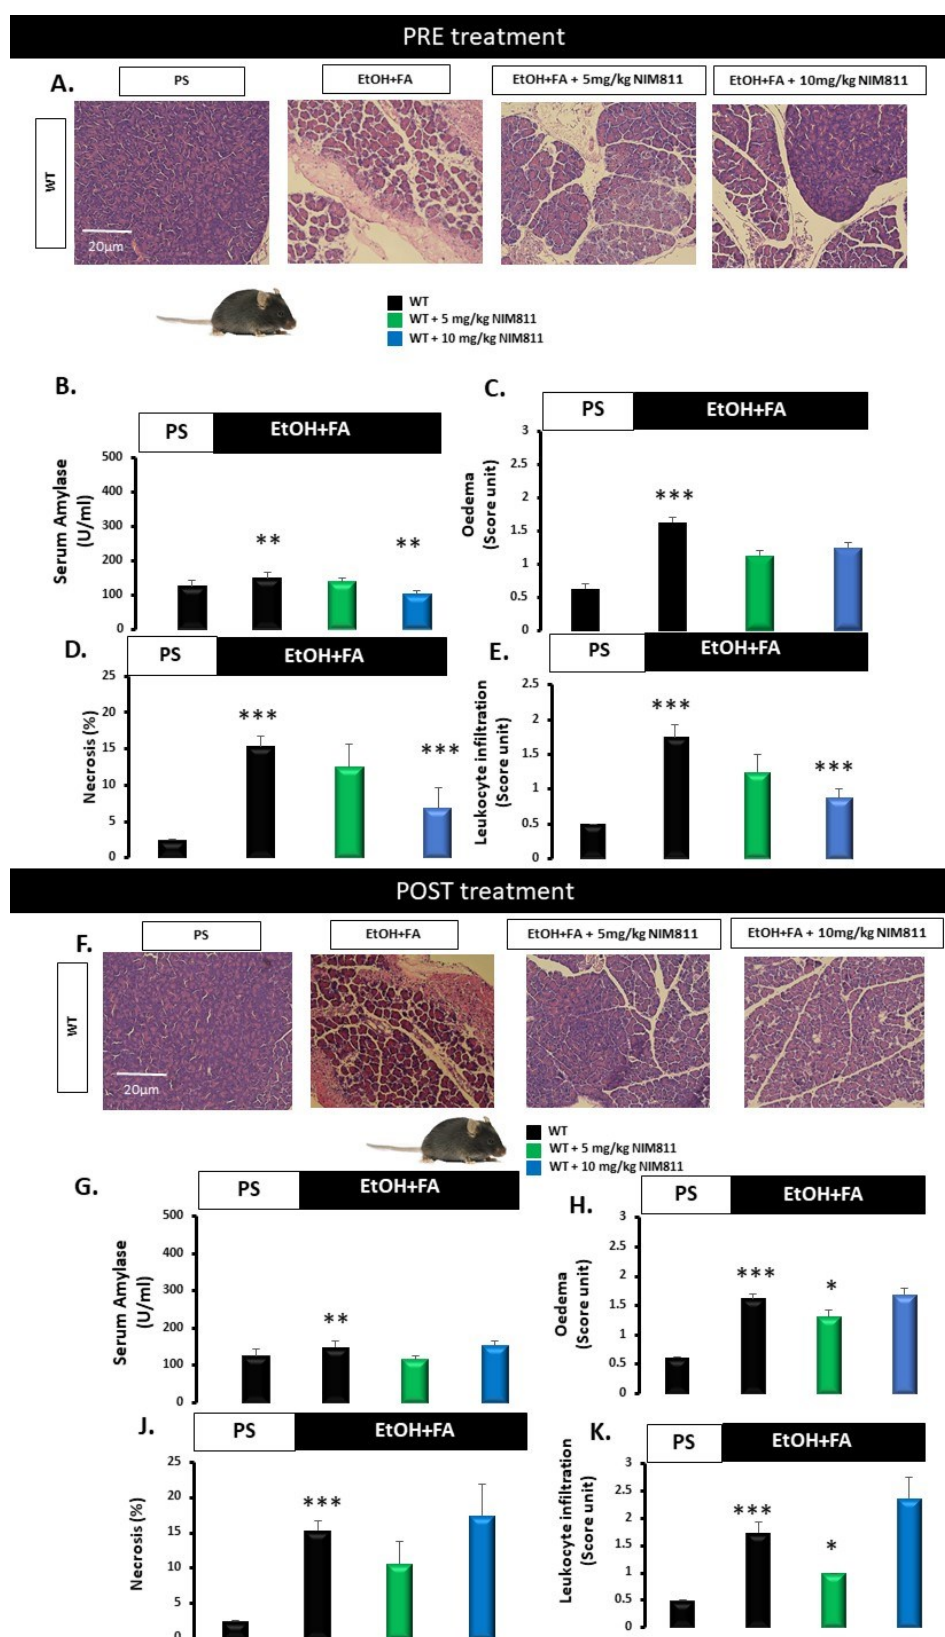 PRE treatment
A.
PS
EtOH+FA
EtOH+FA + 5mg/kg NIM811
EtOH+FA + 10mg/kg NIM811
WT
20µm
WT
WT + 5 mg/kg NIM811
WT + 10 mg/kg NIM811
B.
PS
EtOH+FA
Serum Amylase
(U/ml)
500
400
300
200
100
0
**
**
C.
PS
EtOH+FA
Oedema
(Score unit)
3
2.5
2
1.5
1
0.5
0
***
D.
PS
EtOH+FA
Necrosis (%)
25
20
15
10
5
0
***
***
E.
PS
EtOH+FA
Leukocyte infiltration
(Score unit)
2.5
2
1.5
1
0.5
0
***
***
POST treatment
F.
PS
EtOH+FA
EtOH+FA + 5mg/kg NIM811
EtOH+FA + 10mg/kg NIM811
WT
20µm
WT
WT + 5 mg/kg NIM811
WT + 10 mg/kg NIM811
G.
PS
EtOH+FA
Serum Amylase
(U/ml)
500
400
300
200
100
0
**
H.
PS
EtOH+FA
Oedema
(Score unit)
3
2.5
2
1.5
1
0.5
0
***
*
J.
PS
EtOH+FA
Necrosis (%)
25
20
15
10
5
0
***
K.
PS
EtOH+FA
Leukocyte infiltration
(Score unit)
3
2.5
2
1.5
1
0.5
0
***
*